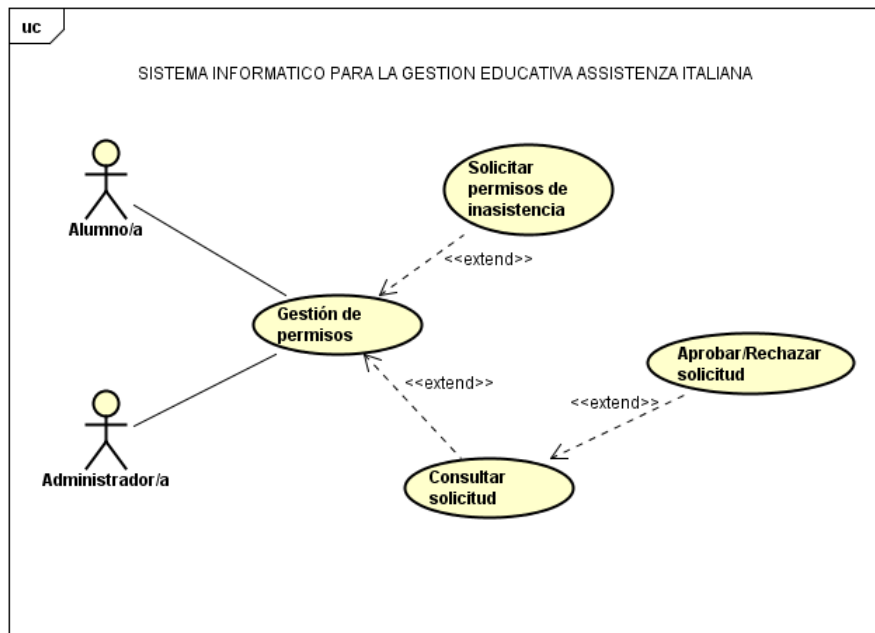 uc
SISTEMA INFORMATICO PARA LA GESTION EDUCATIVA ASSISTENZA ITALIANA
Alumno/a
Solicitar
permisos de
inasistencia
<<extend>>
Gestión de
permisos
Aprobar/Rechazar
solicitud
<<extend>>
<<extend>>
Administrador/a
Consultar
solicitud